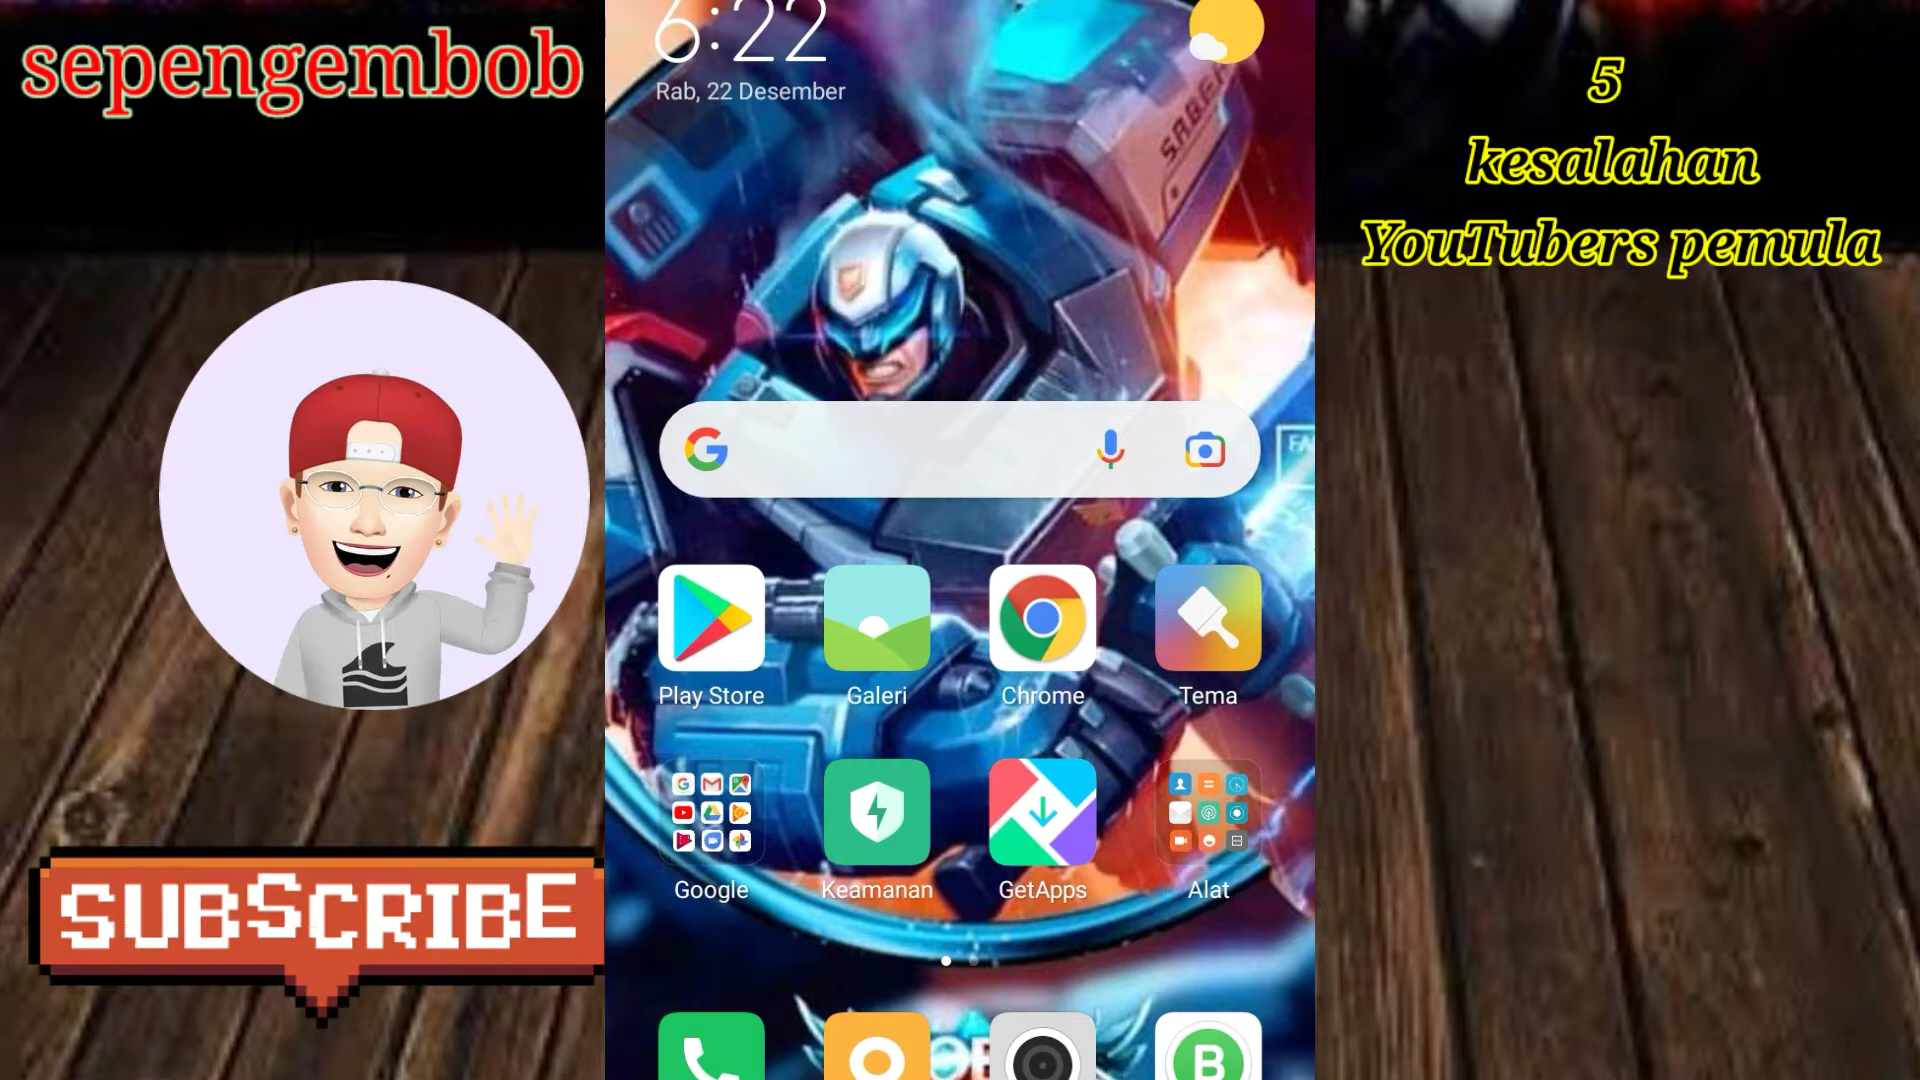 sepengembob
5
kesalahan
YouTubers pemula
6:22
Rab, 22 Desember
S.A.B.E.R
Play Store
Galeri
Chrome
Tema
Google
Keamanan
GetApps
Alat
SUBSCRIBE
B